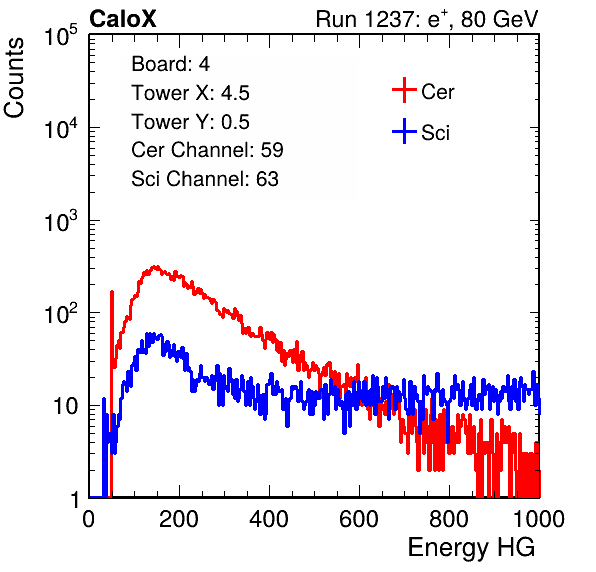 CaloX Run 1237: e⁺, 80 GeV
Counts
10⁵
10⁴
10³
10²
10
1
Board: 4
Tower X: 4.5
Tower Y: 0.5
Cer Channel: 59
Sci Channel: 63
Cer
Sci
0 200 400 600 800 1000
Energy HG